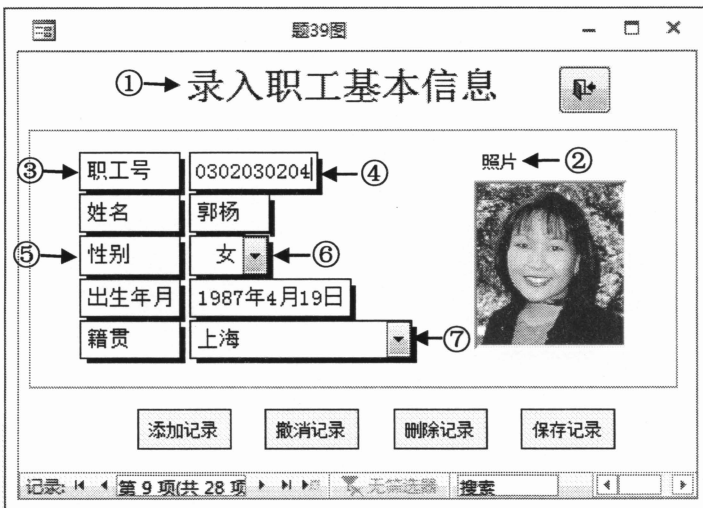 题39图
① 录入职工基本信息
③ 职工号 0302030204 ④
照片 ②
姓名 郭杨
⑤ 性别 女 ⑥
出生年月 1987年4月19日
籍贯 上海 ⑦
添加记录 撤消记录 删除记录 保存记录
记录: 第 9 项(共 28 项 无筛选器 搜索